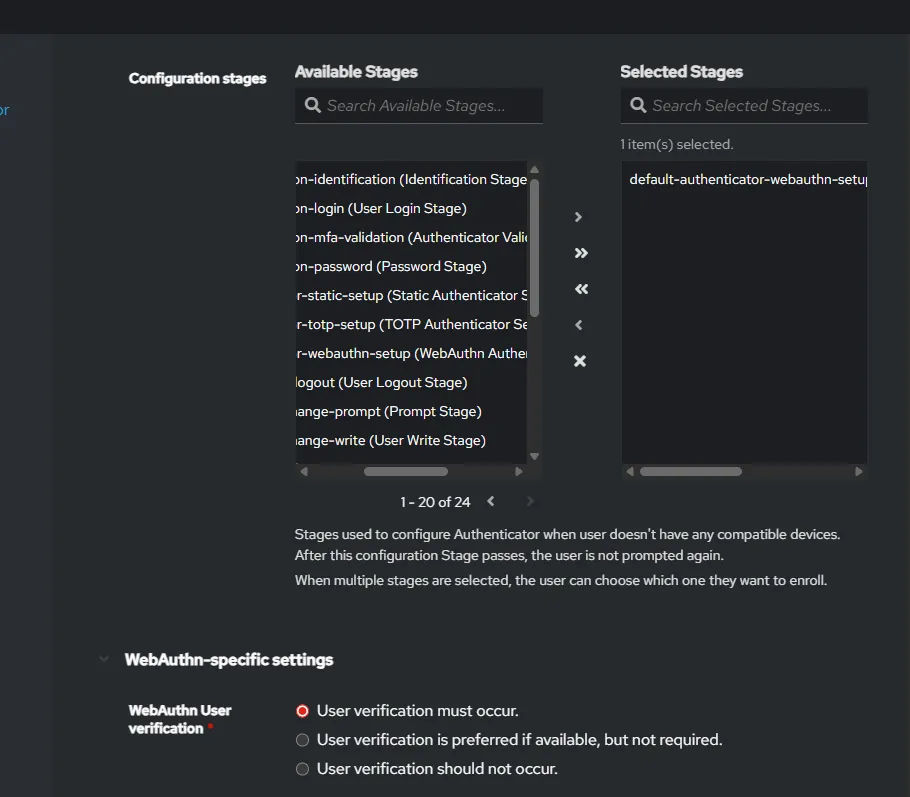 or
Configuration stages
Available Stages
Search Available Stages...
on-identification (Identification Stage
on-login (User Login Stage)
on-mfa-validation (Authenticator Valid
on-password (Password Stage)
r-static-setup (Static Authenticator S
r-totp-setup (TOTP Authenticator Se
r-webauthn-setup (WebAuthn Authen
logout (User Logout Stage)
ange-prompt (Prompt Stage)
ange-write (User Write Stage)
1 - 20 of 24
Selected Stages
Search Selected Stages...
1 item(s) selected.
default-authenticator-webauthn-setup
Stages used to configure Authenticator when user doesn't have any compatible devices.
After this configuration Stage passes, the user is not prompted again.
When multiple stages are selected, the user can choose which one they want to enroll.
WebAuthn-specific settings
WebAuthn User
verification *
User verification must occur.
User verification is preferred if available, but not required.
User verification should not occur.